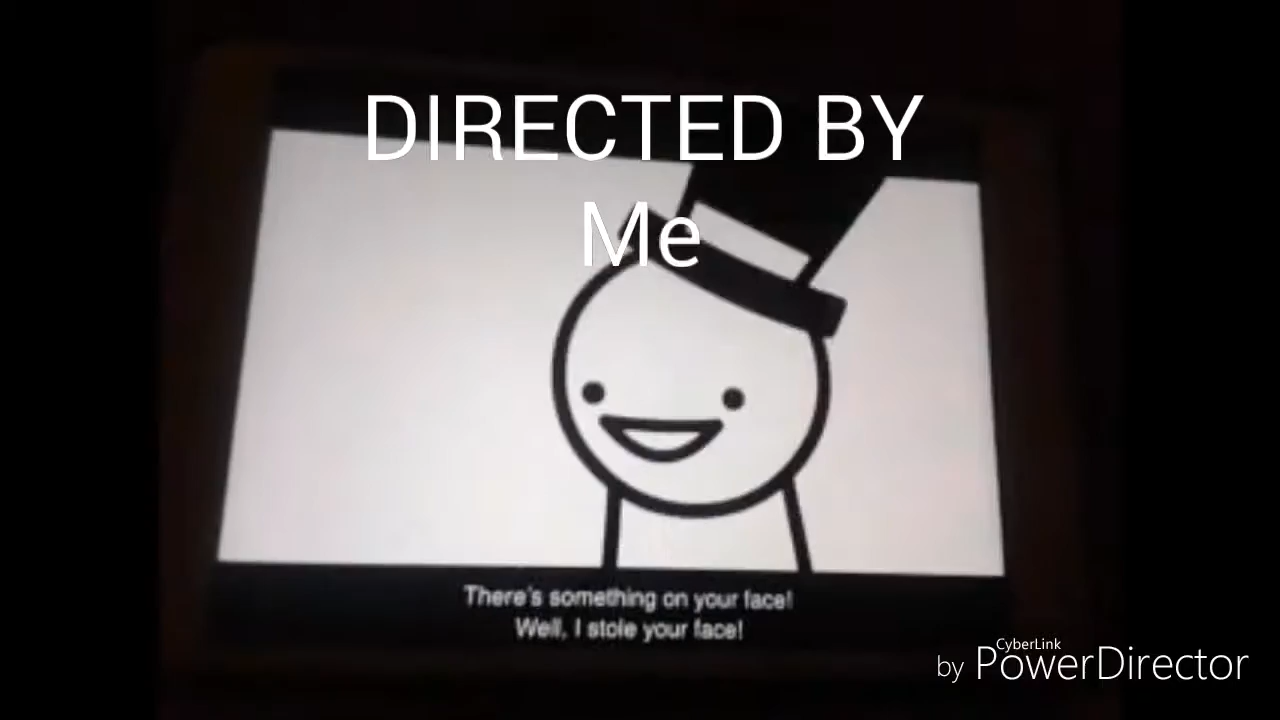 DIRECTED BY
Me
There's something on your face!
Well, I stole your face!
CyberLink
by PowerDirector